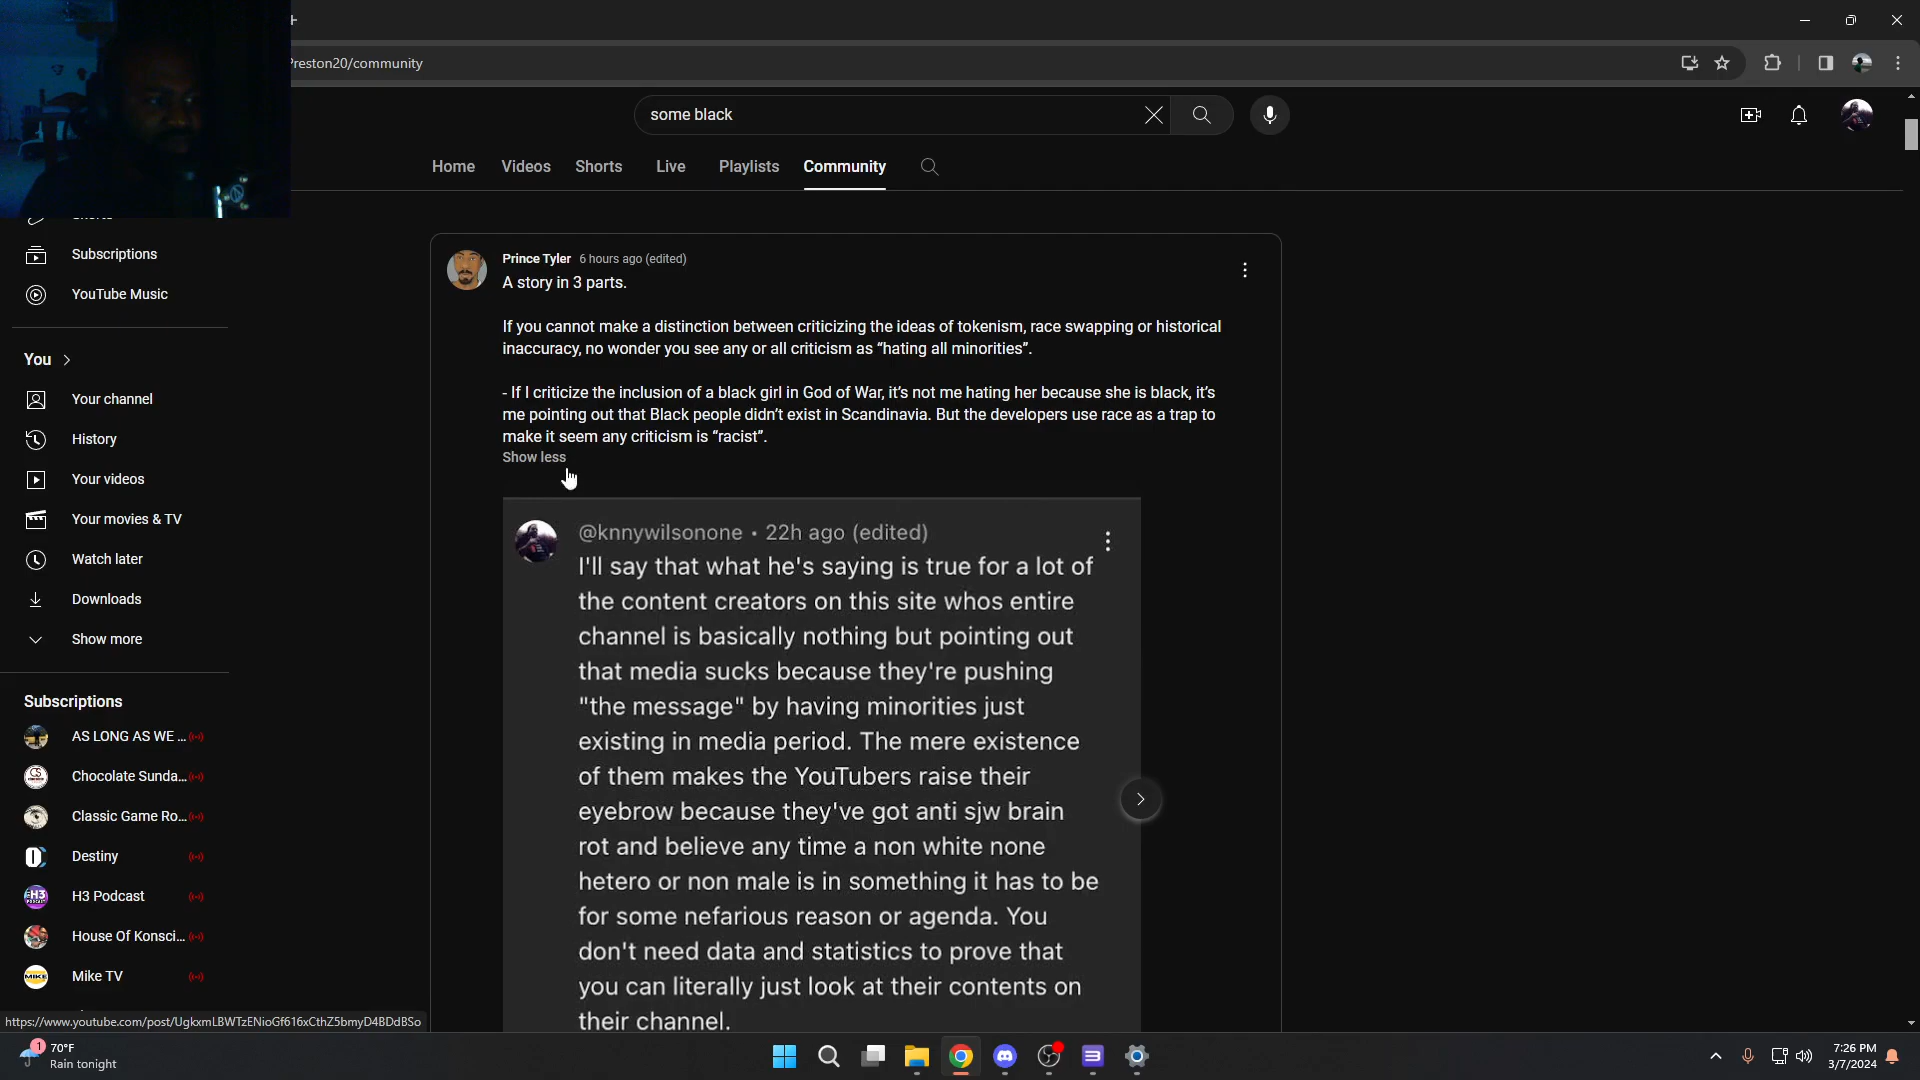 reston20/community
some black
Home Videos Shorts Live Playlists Community
Subscriptions
YouTube Music
You
Your channel
History
Your videos
Your movies & TV
Watch later
Downloads
Show more
Subscriptions
AS LONG AS WE ...
Chocolate Sunda...
Classic Game Ro...
Destiny
H3 Podcast
House Of Konsci...
Mike TV
Prince Tyler 6 hours ago (edited)
A story in 3 parts.
If you cannot make a distinction between criticizing the ideas of tokenism, race swapping or historical
inaccuracy, no wonder you see any or all criticism as “hating all minorities”.
- If I criticize the inclusion of a black girl in God of War, it’s not me hating her because she is black, it’s
me pointing out that Black people didn’t exist in Scandinavia. But the developers use race as a trap to
make it seem any criticism is “racist”.
Show less
@knnywilsonone • 22h ago (edited)
I'll say that what he's saying is true for a lot of
the content creators on this site whos entire
channel is basically nothing but pointing out
that media sucks because they're pushing
"the message" by having minorities just
existing in media period. The mere existence
of them makes the YouTubers raise their
eyebrow because they've got anti sjw brain
rot and believe any time a non white none
hetero or non male is in something it has to be
for some nefarious reason or agenda. You
don't need data and statistics to prove that
you can literally just look at their contents on
their channel.
https://www.youtube.com/post/UgkxmLBWTzENioGf616xCthZ5bmyD4BDdBSo
1
70°F
Rain tonight
7:26 PM
3/7/2024